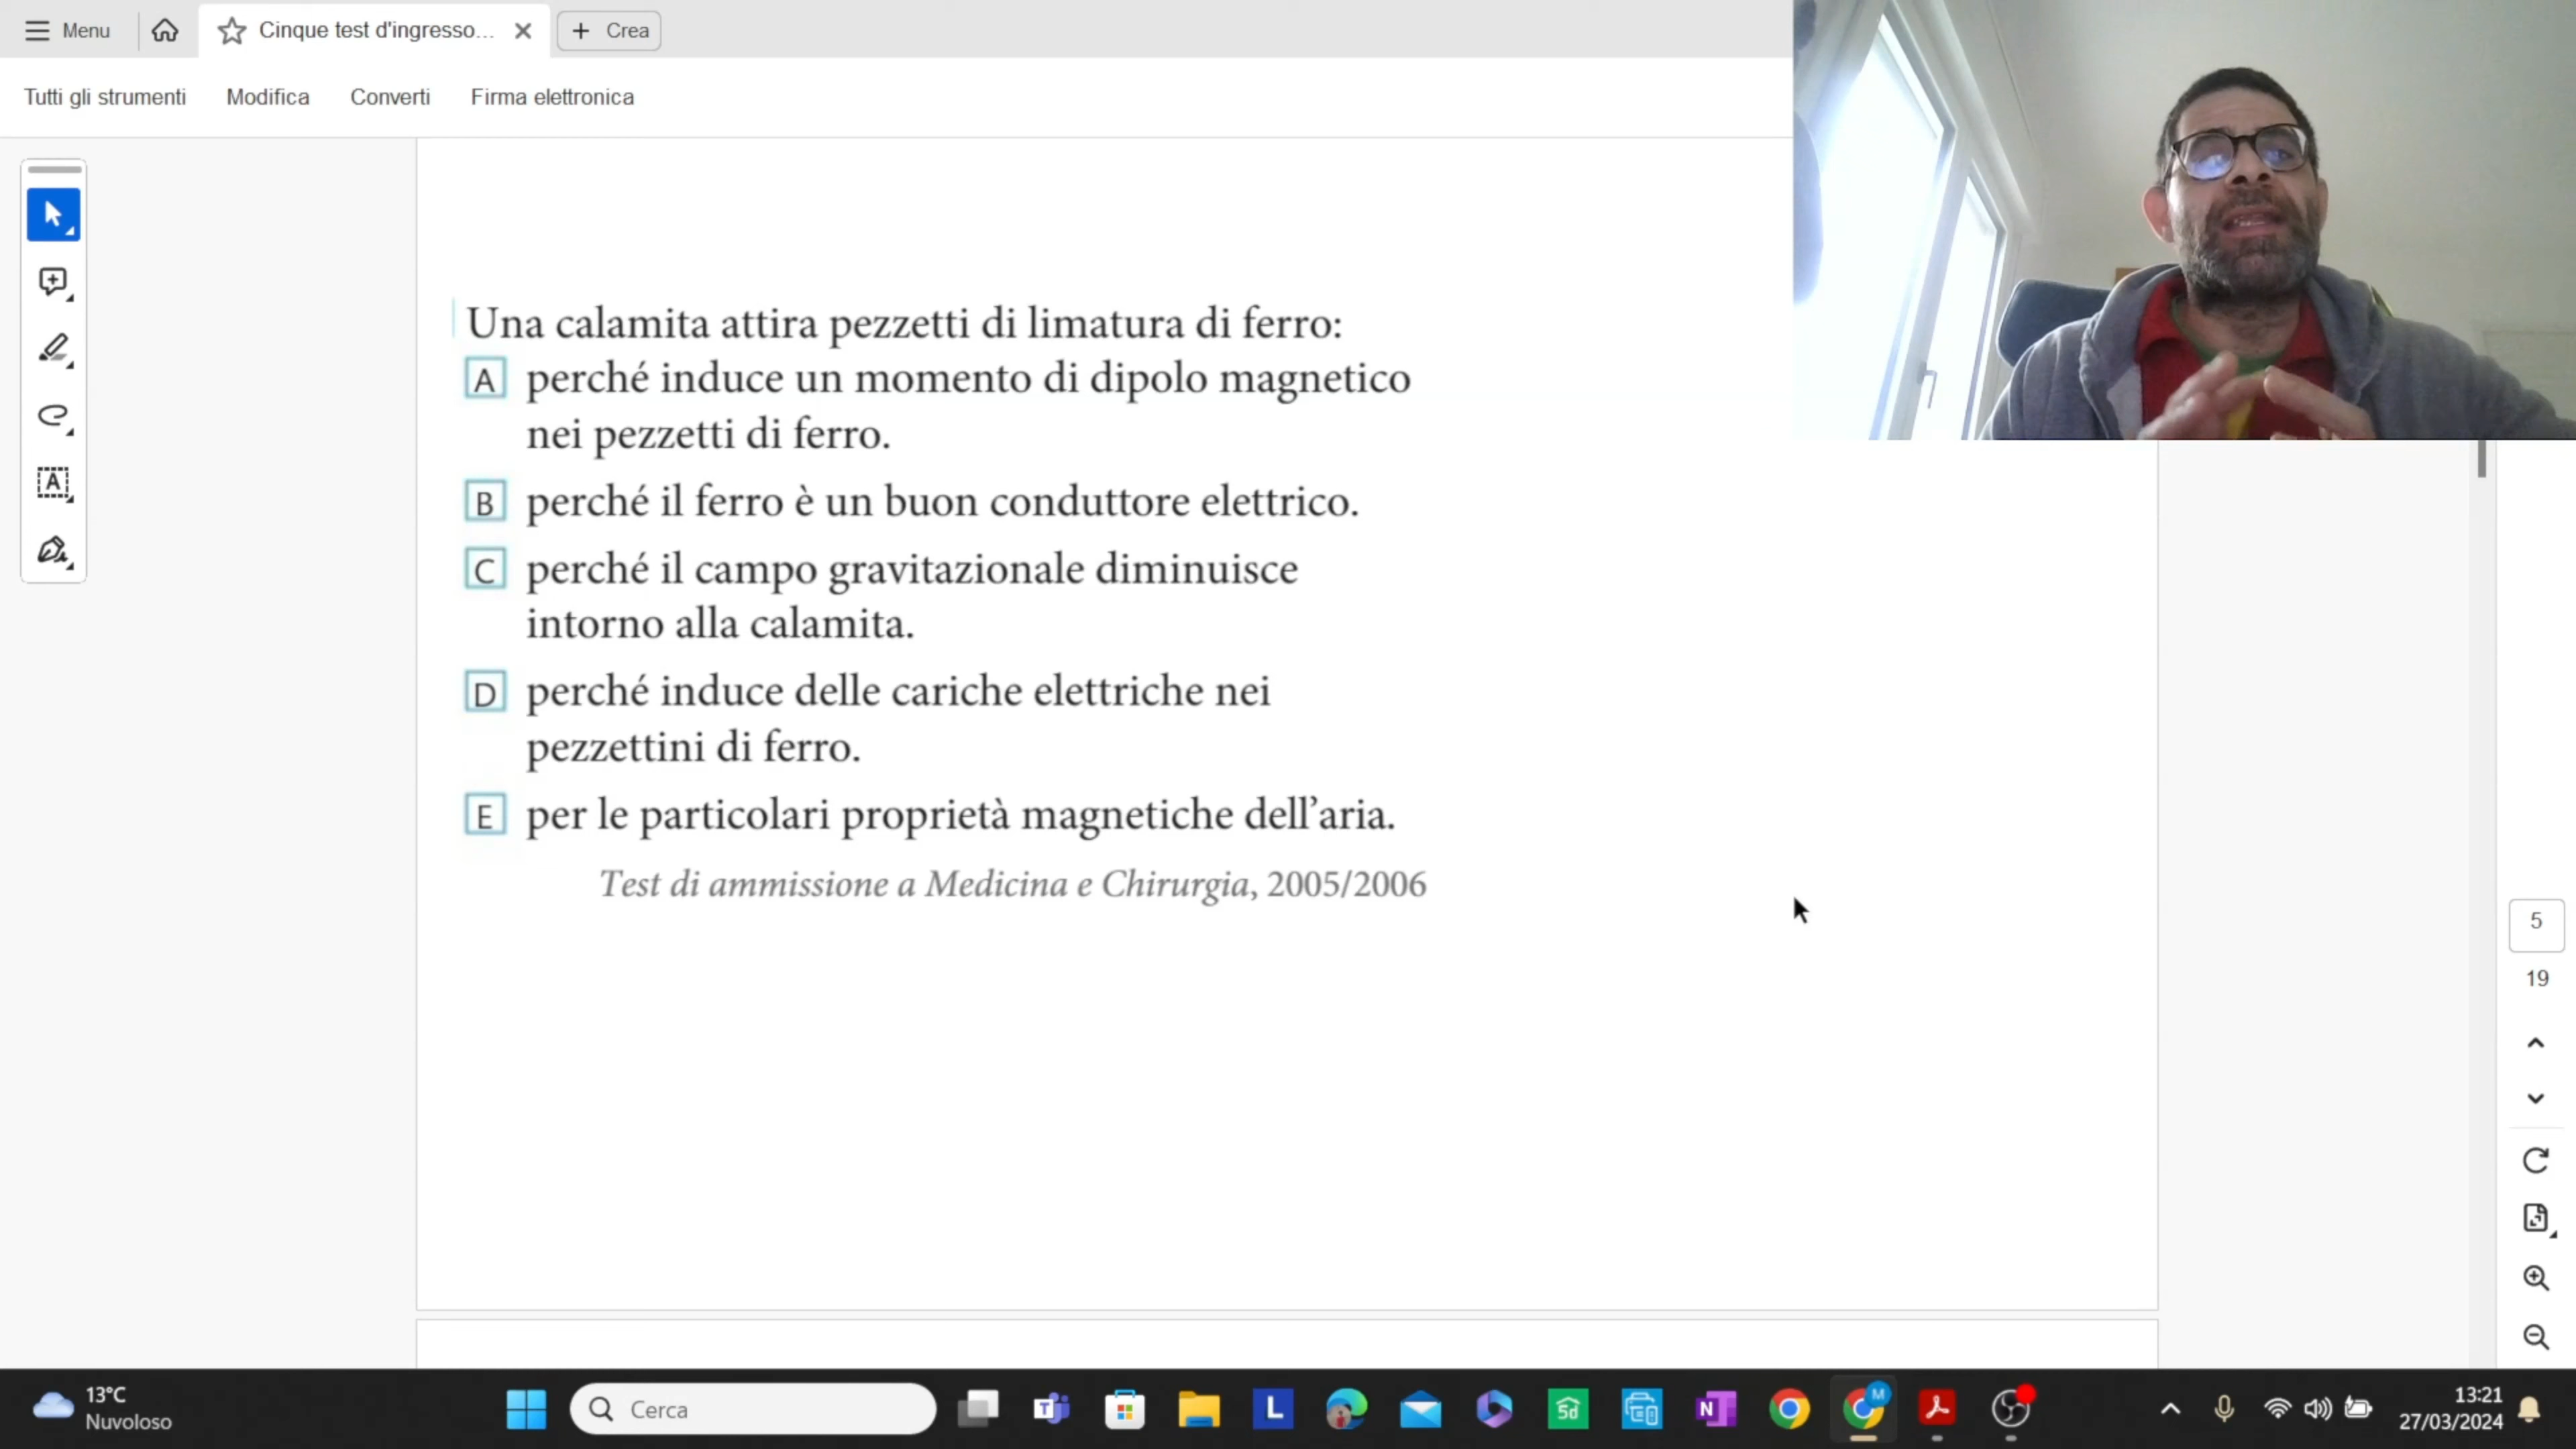 Menu
Cinque test d'ingresso...
Crea
Tutti gli strumenti
Modifica
Converti
Firma elettronica
Una calamita attira pezzetti di limatura di ferro:
A perché induce un momento di dipolo magnetico
nei pezzetti di ferro.
B perché il ferro è un buon conduttore elettrico.
C perché il campo gravitazionale diminuisce
intorno alla calamita.
D perché induce delle cariche elettriche nei
pezzettini di ferro.
E per le particolari proprietà magnetiche dell'aria.
Test di ammissione a Medicina e Chirurgia, 2005/2006
5
19
13°C
Nuvoloso
Cerca
13:21
27/03/2024